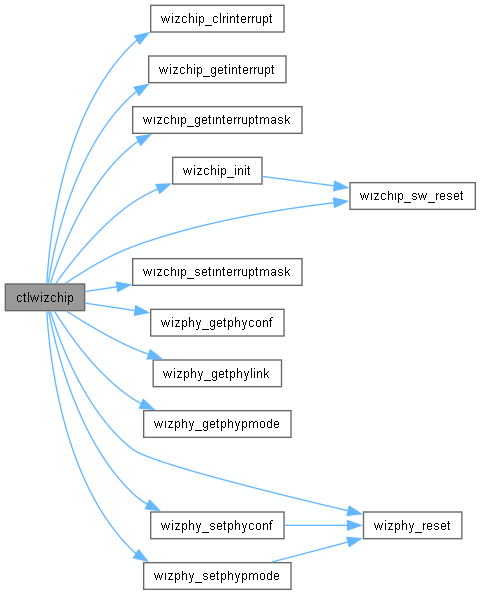 wizchip_clrinterrupt
wizchip_getinterrupt
wizchip_getinterruptmask
wizchip_init
wizchip_sw_reset
wizchip_setinterruptmask
ctlwizchip
wizphy_getphyconf
wizphy_getphylink
wizphy_getphypmode
wizphy_setphyconf
wizphy_reset
wizphy_setphypmode